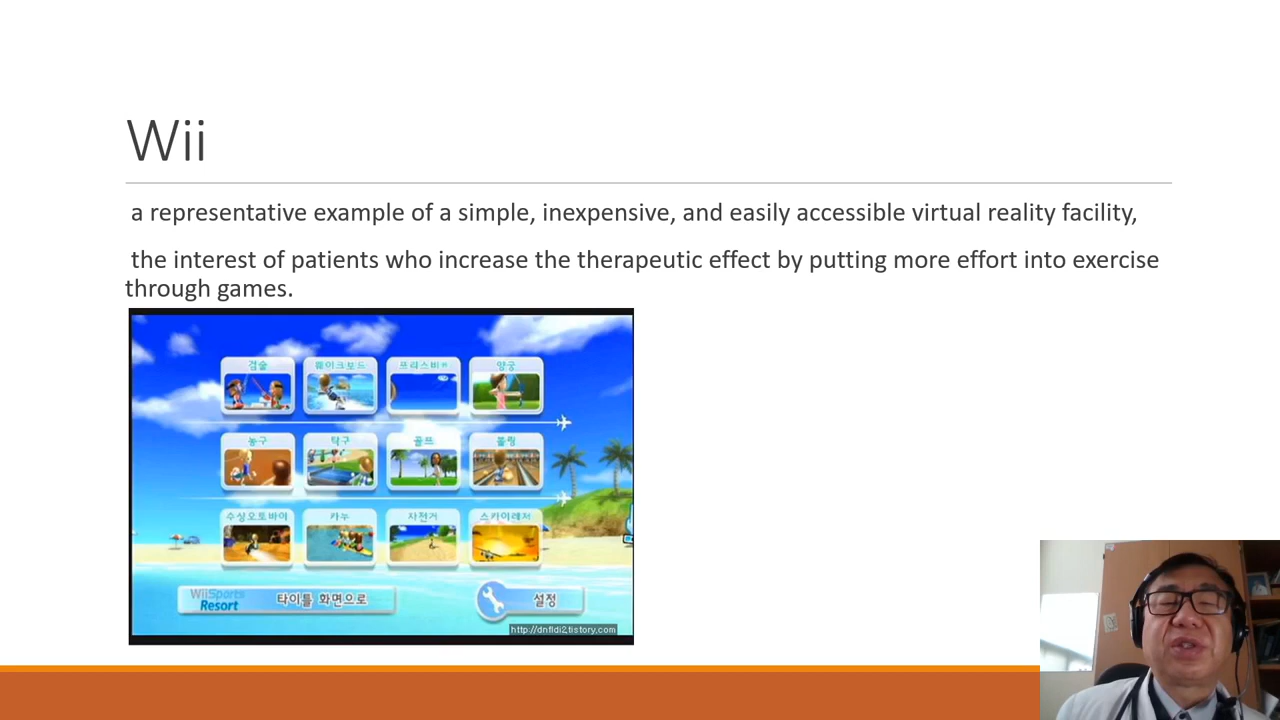 Wii
a representative example of a simple, inexpensive, and easily accessible virtual reality facility,
the interest of patients who increase the therapeutic effect by putting more effort into exercise
through games.
검술 웨이크보드 프리스비® 양궁
농구 탁구 골프 볼링
수상오토바이 카누 자전거 스카이레저
WiiSports
Resort 타이틀 화면으로 설정
http://dnfldi2.tistory.com